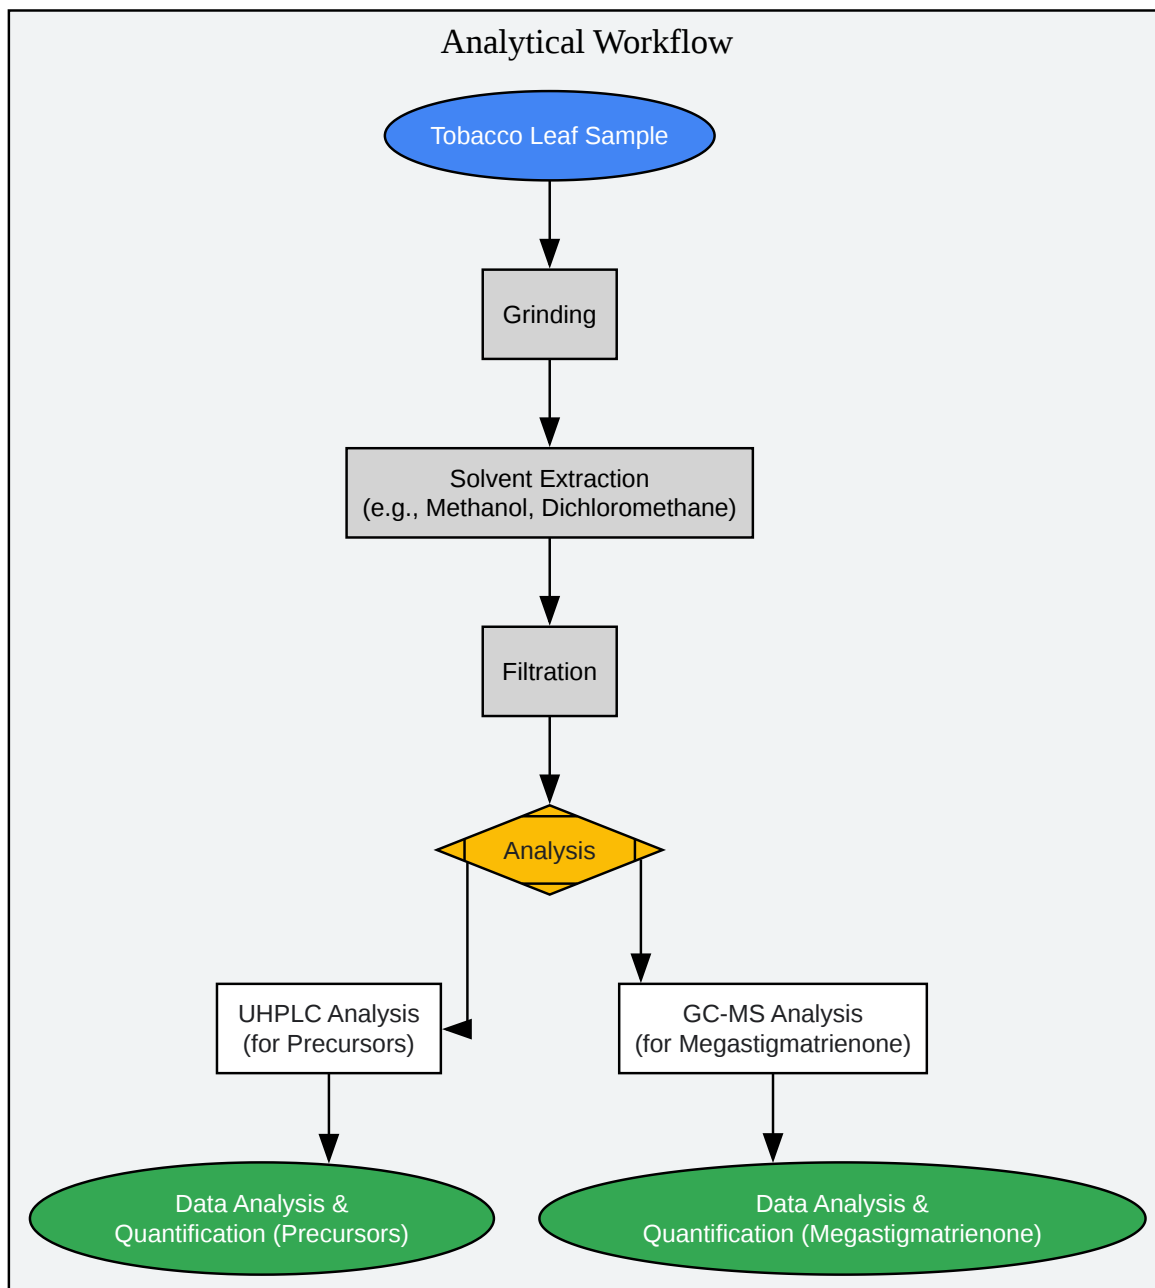 Analytical Workflow
Tobacco Leaf Sample
Grinding
Solvent Extraction
(e.g., Methanol, Dichloromethane)
Filtration
Analysis
UHPLC Analysis
(for Precursors)
GC-MS Analysis
(for Megastigmatrienone)
Data Analysis &
Quantification (Precursors)
Data Analysis &
Quantification (Megastigmatrienone)